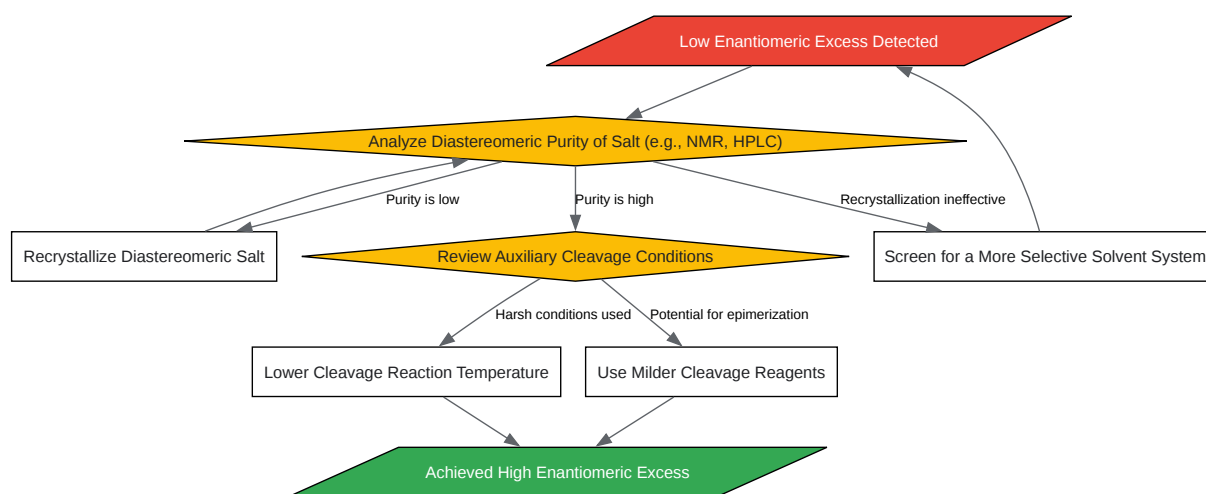 Low Enantiomeric Excess Detected
Analyze Diastereomeric Purity of Salt (e.g., NMR, HPLC)
Purity is low
Purity is high
Recrystallization ineffective
Recrystallize Diastereomeric Salt
Review Auxiliary Cleavage Conditions
Screen for a More Selective Solvent System
Harsh conditions used
Potential for epimerization
Lower Cleavage Reaction Temperature
Use Milder Cleavage Reagents
Achieved High Enantiomeric Excess